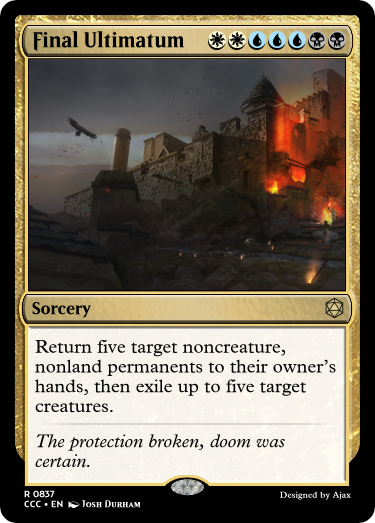 Final Ultimatum
Sorcery
Return five target noncreature,
nonland permanents to their owner's
hands, then exile up to five target
creatures.
The protection broken, doom was
certain.
R 0837
CCC • EN Josh Durham
Designed by Ajax